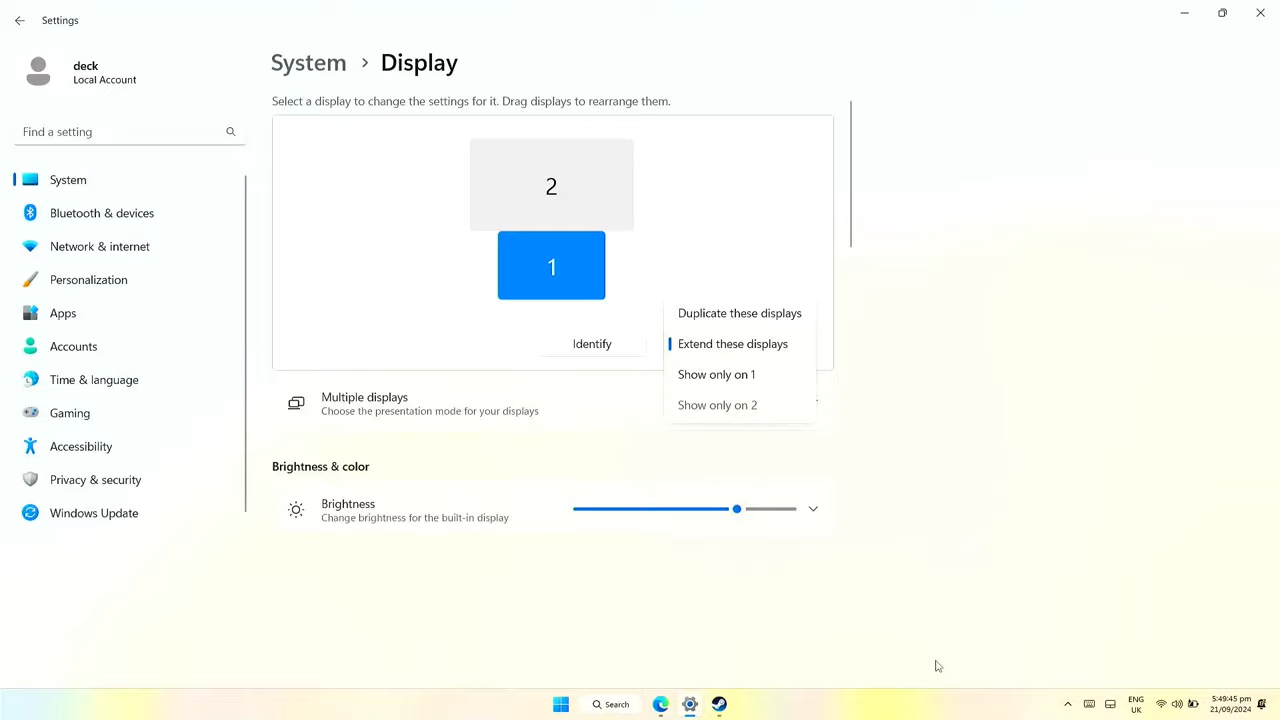 Settings
deck
Local Account
Find a setting
System
Bluetooth & devices
Network & internet
Personalization
Apps
Accounts
Time & language
Gaming
Accessibility
Privacy & security
Windows Update
System > Display
Select a display to change the settings for it. Drag displays to rearrange them.
2
1
Identify
Duplicate these displays
Extend these displays
Show only on 1
Show only on 2
Multiple displays
Choose the presentation mode for your displays
Brightness & color
Brightness
Change brightness for the built-in display
Search
ENG
UK
5:49:45 pm
21/09/2024